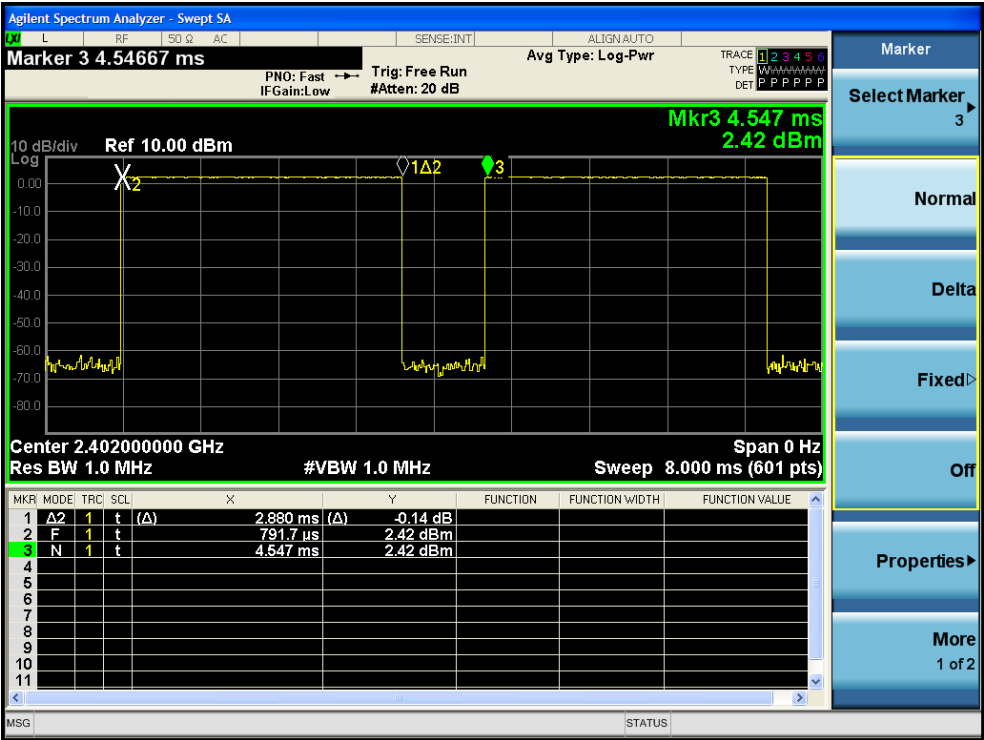 Agilent Spectrum Analyzer - Swept SA
LXI L RF 50 Ω AC SENSE:INT ALIGN AUTO
Marker 3 4.54667 ms
PNO: Fast
IFGain:Low
Trig: Free Run
#Atten: 20 dB
Avg Type: Log-Pwr
TRACE 1 2 3 4 5 6
TYPE WWWWWW
DET P P P P P P
Mkr3 4.547 ms
2.42 dBm
10 dB/div Ref 10.00 dBm
Log
0.00
-10.0
-20.0
-30.0
-40.0
-50.0
-60.0
-70.0
-80.0
2
1Δ2
3
Center 2.402000000 GHz Span 0 Hz
Res BW 1.0 MHz #VBW 1.0 MHz Sweep 8.000 ms (601 pts)
MKR MODE TRC SCL X Y FUNCTION FUNCTION WIDTH FUNCTION VALUE
1 Δ2 1 t (Δ) 2.880 ms (Δ) -0.14 dB
2 F 1 t 791.7 µs 2.42 dBm
3 N 1 t 4.547 ms 2.42 dBm
4
5
6
7
8
9
10
11
MSG STATUS
Marker
Select Marker
3
Normal
Delta
Fixed
Off
Properties
More
1 of 2